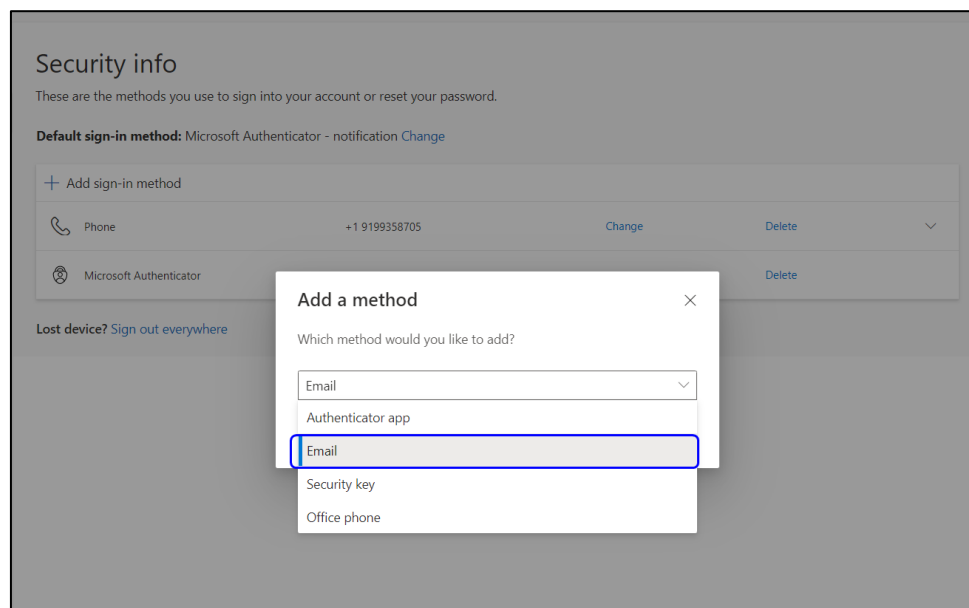 Security info
These are the methods you use to sign into your account or reset your password.
Default sign-in method: Microsoft Authenticator - notification Change
+ Add sign-in method
Phone +1 9199358705 Change Delete
Microsoft Authenticator Delete
Lost device? Sign out everywhere
Add a method
Which method would you like to add?
Email
Authenticator app
Email
Security key
Office phone